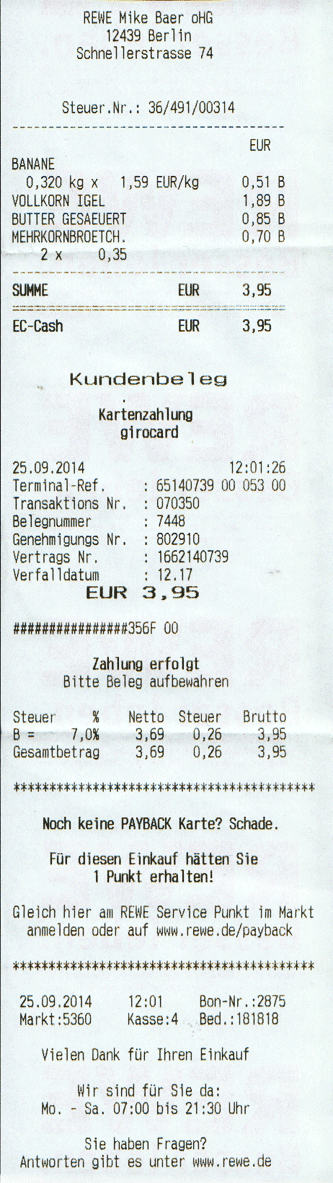 REWE Mike Baer oHG
12439 Berlin
Schnellerstrasse 74
Steuer.Nr.: 36/491/00314
EUR
BANANE
0,320 kg x 1,59 EUR/kg 0,51 B
VOLLKORN IGEL 1,89 B
BUTTER GESAEUERT 0,85 B
MEHRKORNBROETCH. 0,70 B
2 x 0,35
SUMME EUR 3,95
EC-Cash EUR 3,95
Kundenbeleg
Kartenzahlung
girocard
25.09.2014 12:01:26
Terminal-Ref. : 65140739 00 053 00
Transaktions Nr. : 070350
Belegnummer : 7448
Genehmigungs Nr. : 802910
Vertrags Nr. : 1662140739
Verfalldatum : 12.17
EUR 3,95
################356F 00
Zahlung erfolgt
Bitte Beleg aufbewahren
Steuer % Netto Steuer Brutto
B = 7,0% 3,69 0,26 3,95
Gesamtbetrag 3,69 0,26 3,95
******************************************
Noch keine PAYBACK Karte? Schade.
Für diesen Einkauf hätten Sie
1 Punkt erhalten!
Gleich hier am REWE Service Punkt im Markt
anmelden oder auf www.rewe.de/payback
******************************************
25.09.2014 12:01 Bon-Nr.:2875
Markt:5360 Kasse:4 Bed.:181818
Vielen Dank für Ihren Einkauf
Wir sind für Sie da:
Mo. - Sa. 07:00 bis 21:30 Uhr
Sie haben Fragen?
Antworten gibt es unter www.rewe.de